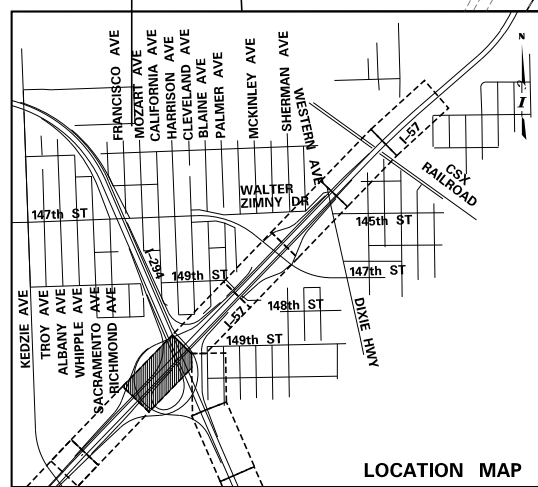 N
FRANCISCO AVE
MOZART AVE
CALIFORNIA AVE
HARRISON AVE
CLEVELAND AVE
BLAINE AVE
PALMER AVE
MCKINLEY AVE
SHERMAN AVE
WESTERN AVE
I-57
CSX
RAILROAD
WALTER
ZIMNY DR
147th ST
145th ST
I-294
149th ST
147th ST
148th ST
I-57
149th ST
DIXIE HWY
KEDZIE AVE
TROY AVE
ALBANY AVE
WHIPPLE AVE
SACRAMENTO AVE
RICHMOND AVE
LOCATION MAP